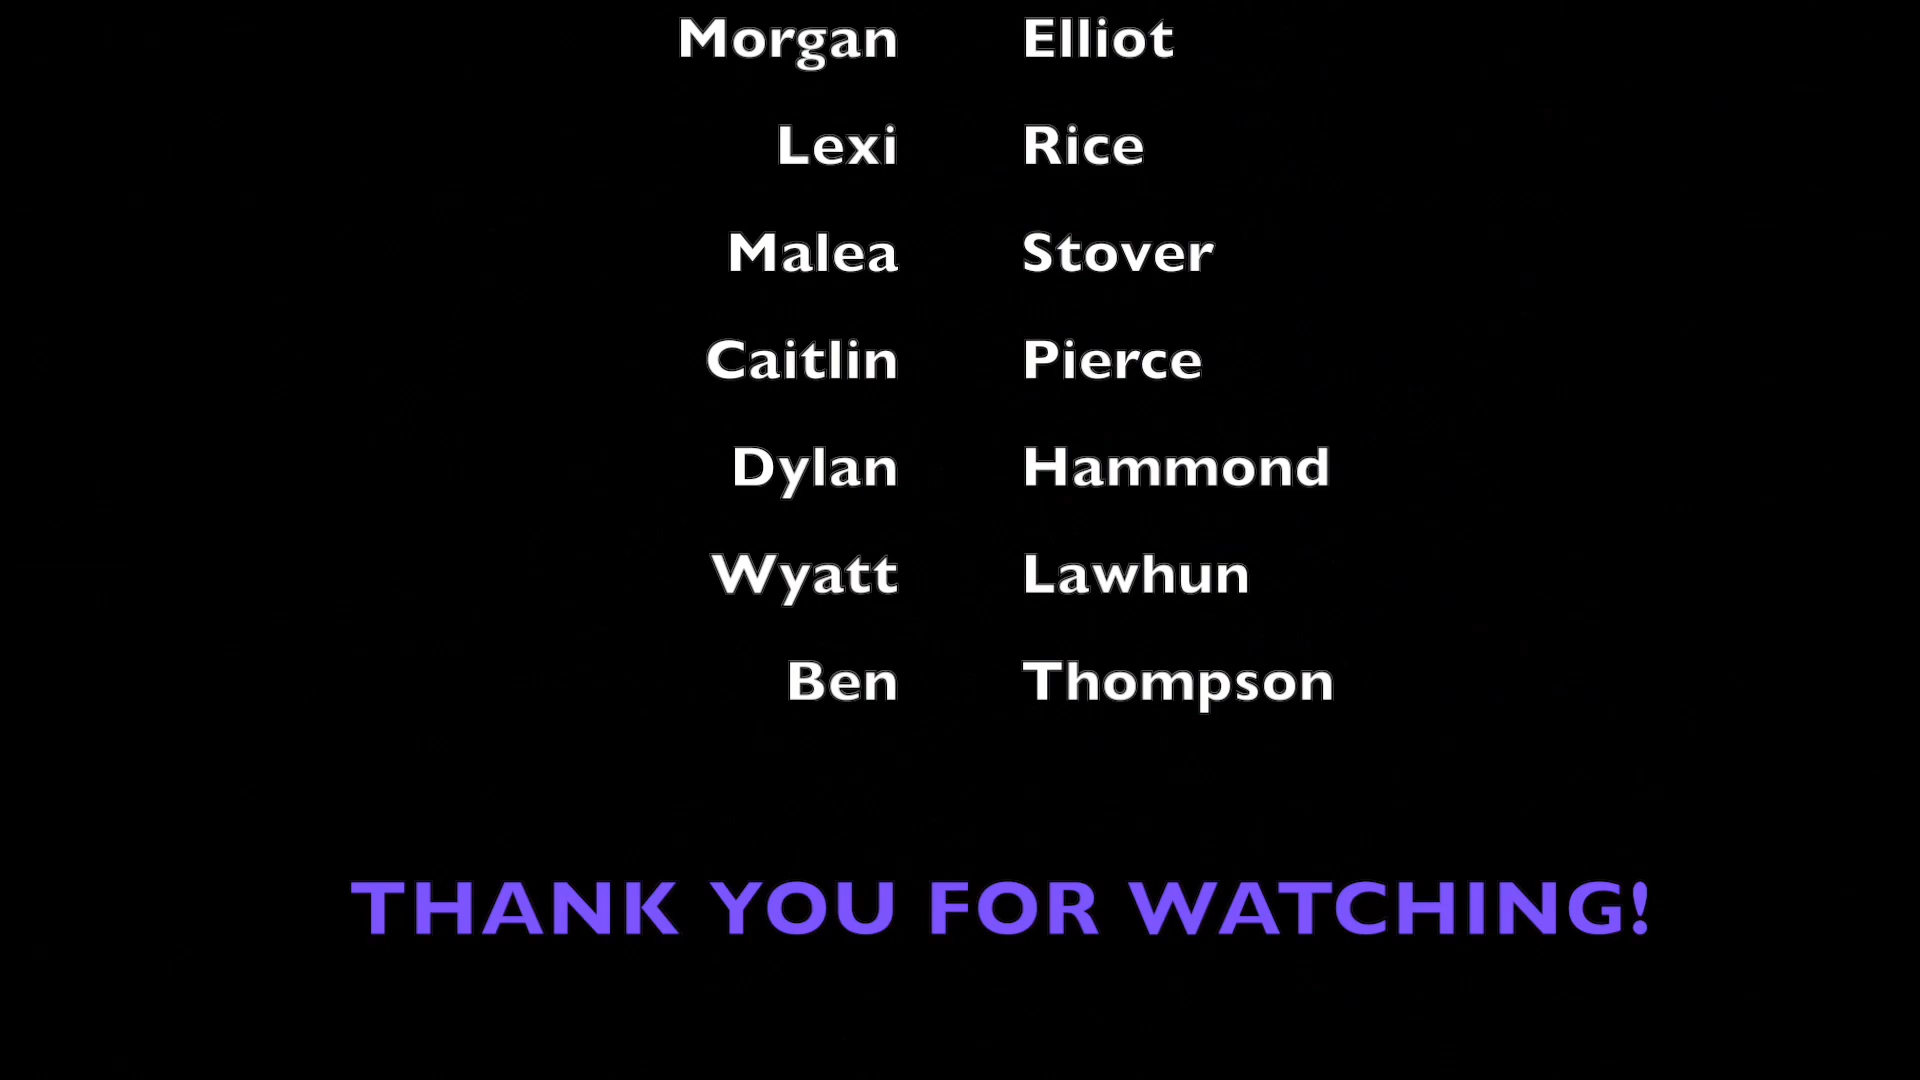 Morgan Elliot
Lexi Rice
Malea Stover
Caitlin Pierce
Dylan Hammond
Wyatt Lawhun
Ben Thompson
THANK YOU FOR WATCHING!